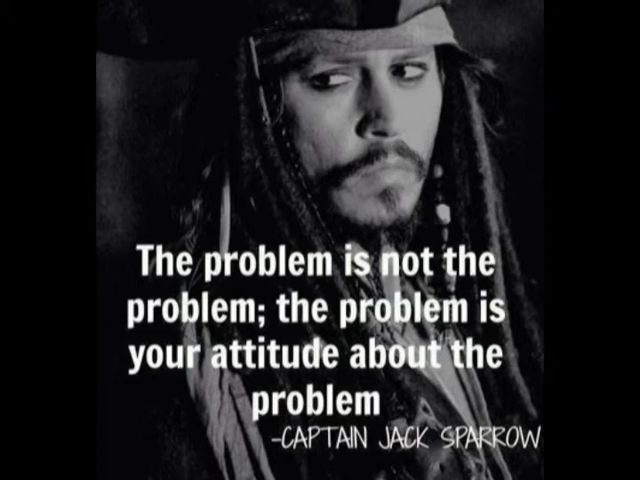 The problem is not the
problem; the problem is
your attitude about the
problem
-CAPTAIN JACK SPARROW